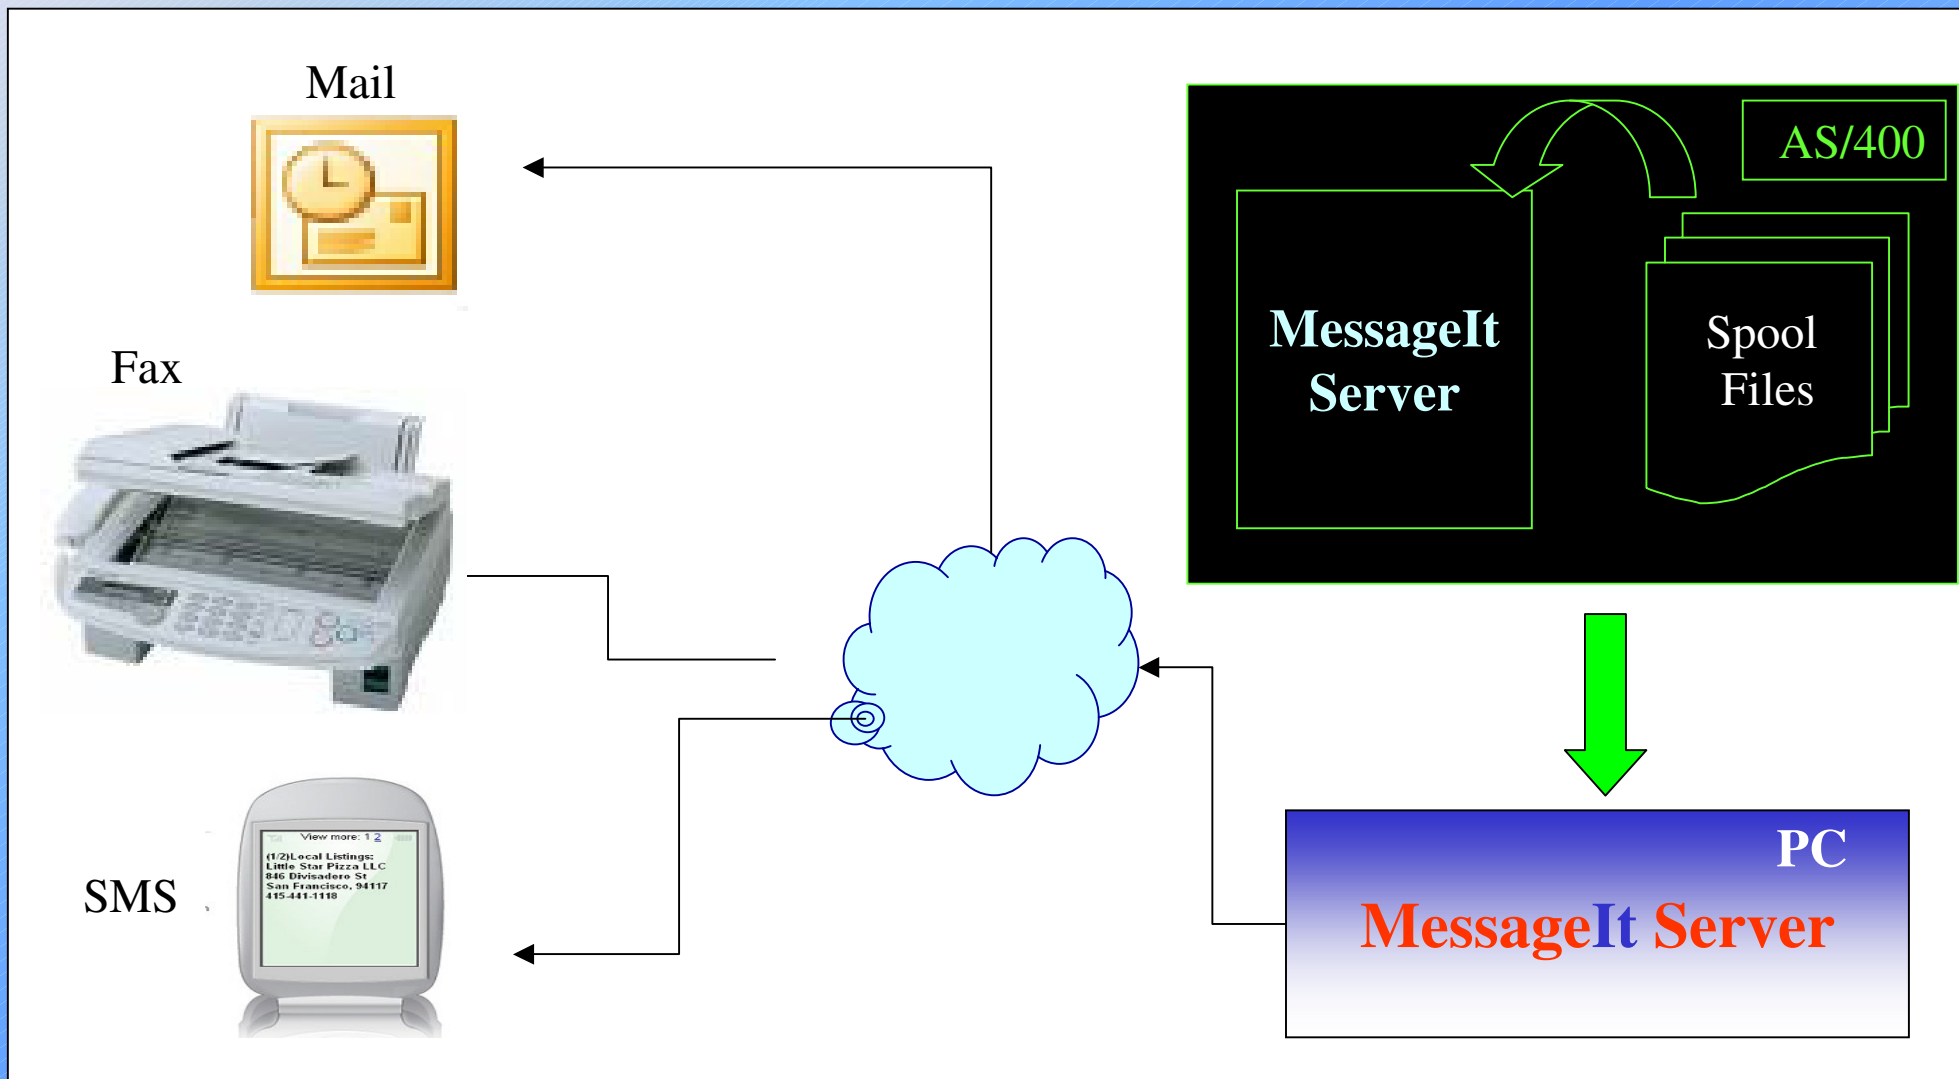 Mail
AS/400
MessageIt
Server
Spool
Files
Fax
SMS
View more: 1 2
(1/2)Local Listings:
Little Star Pizza LLC
846 Divisadero St
San Francisco, 94117
415-441-1118
PC
MessageIt Server